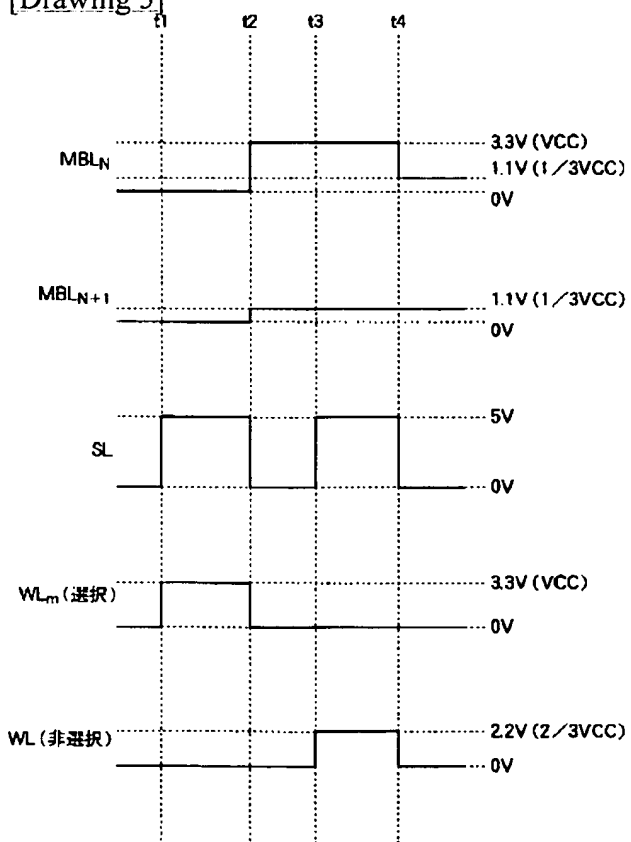 [Drawing 5]
t1 t2 t3 t4
MBLN
3.3V (VCC)
1.1V (1/3VCC)
0V
MBLN+1
1.1V (1/3VCC)
0V
SL
5V
0V
WLm (選択)
3.3V (VCC)
0V
WL (非選択)
2.2V (2/3VCC)
0V